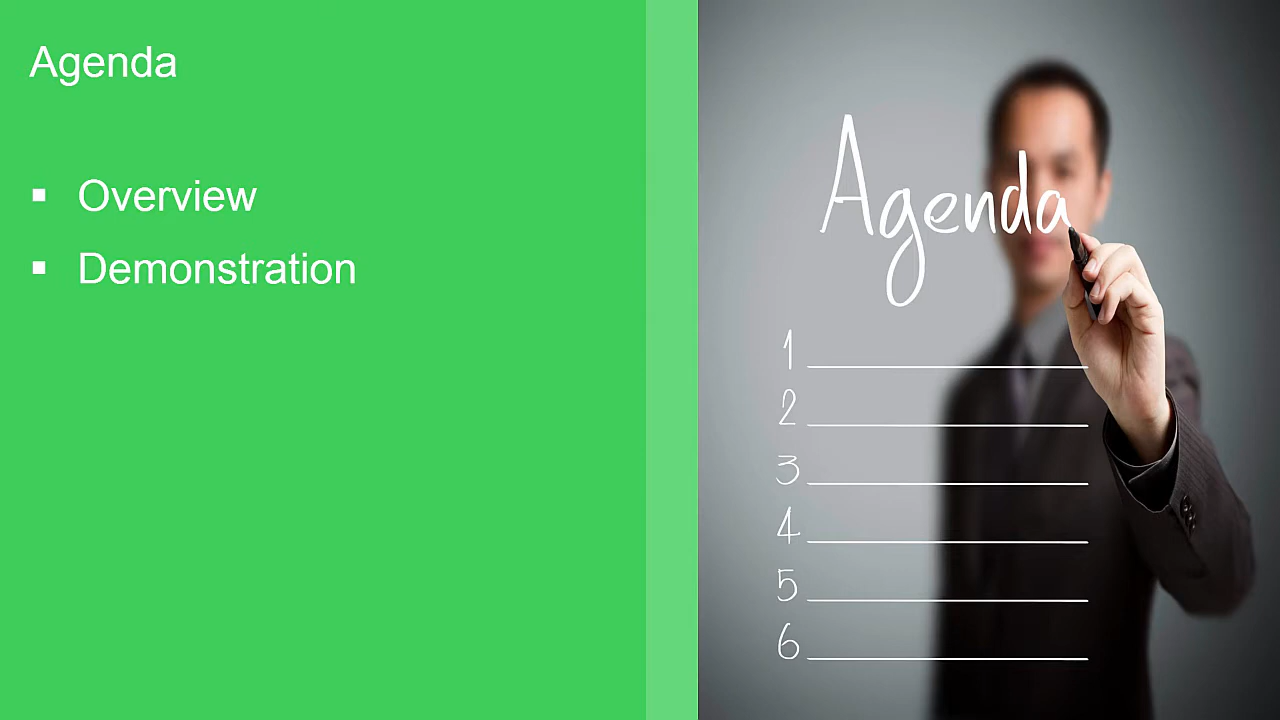 Agenda
▪ Overview
▪ Demonstration
Agenda
1
2
3
4
5
6